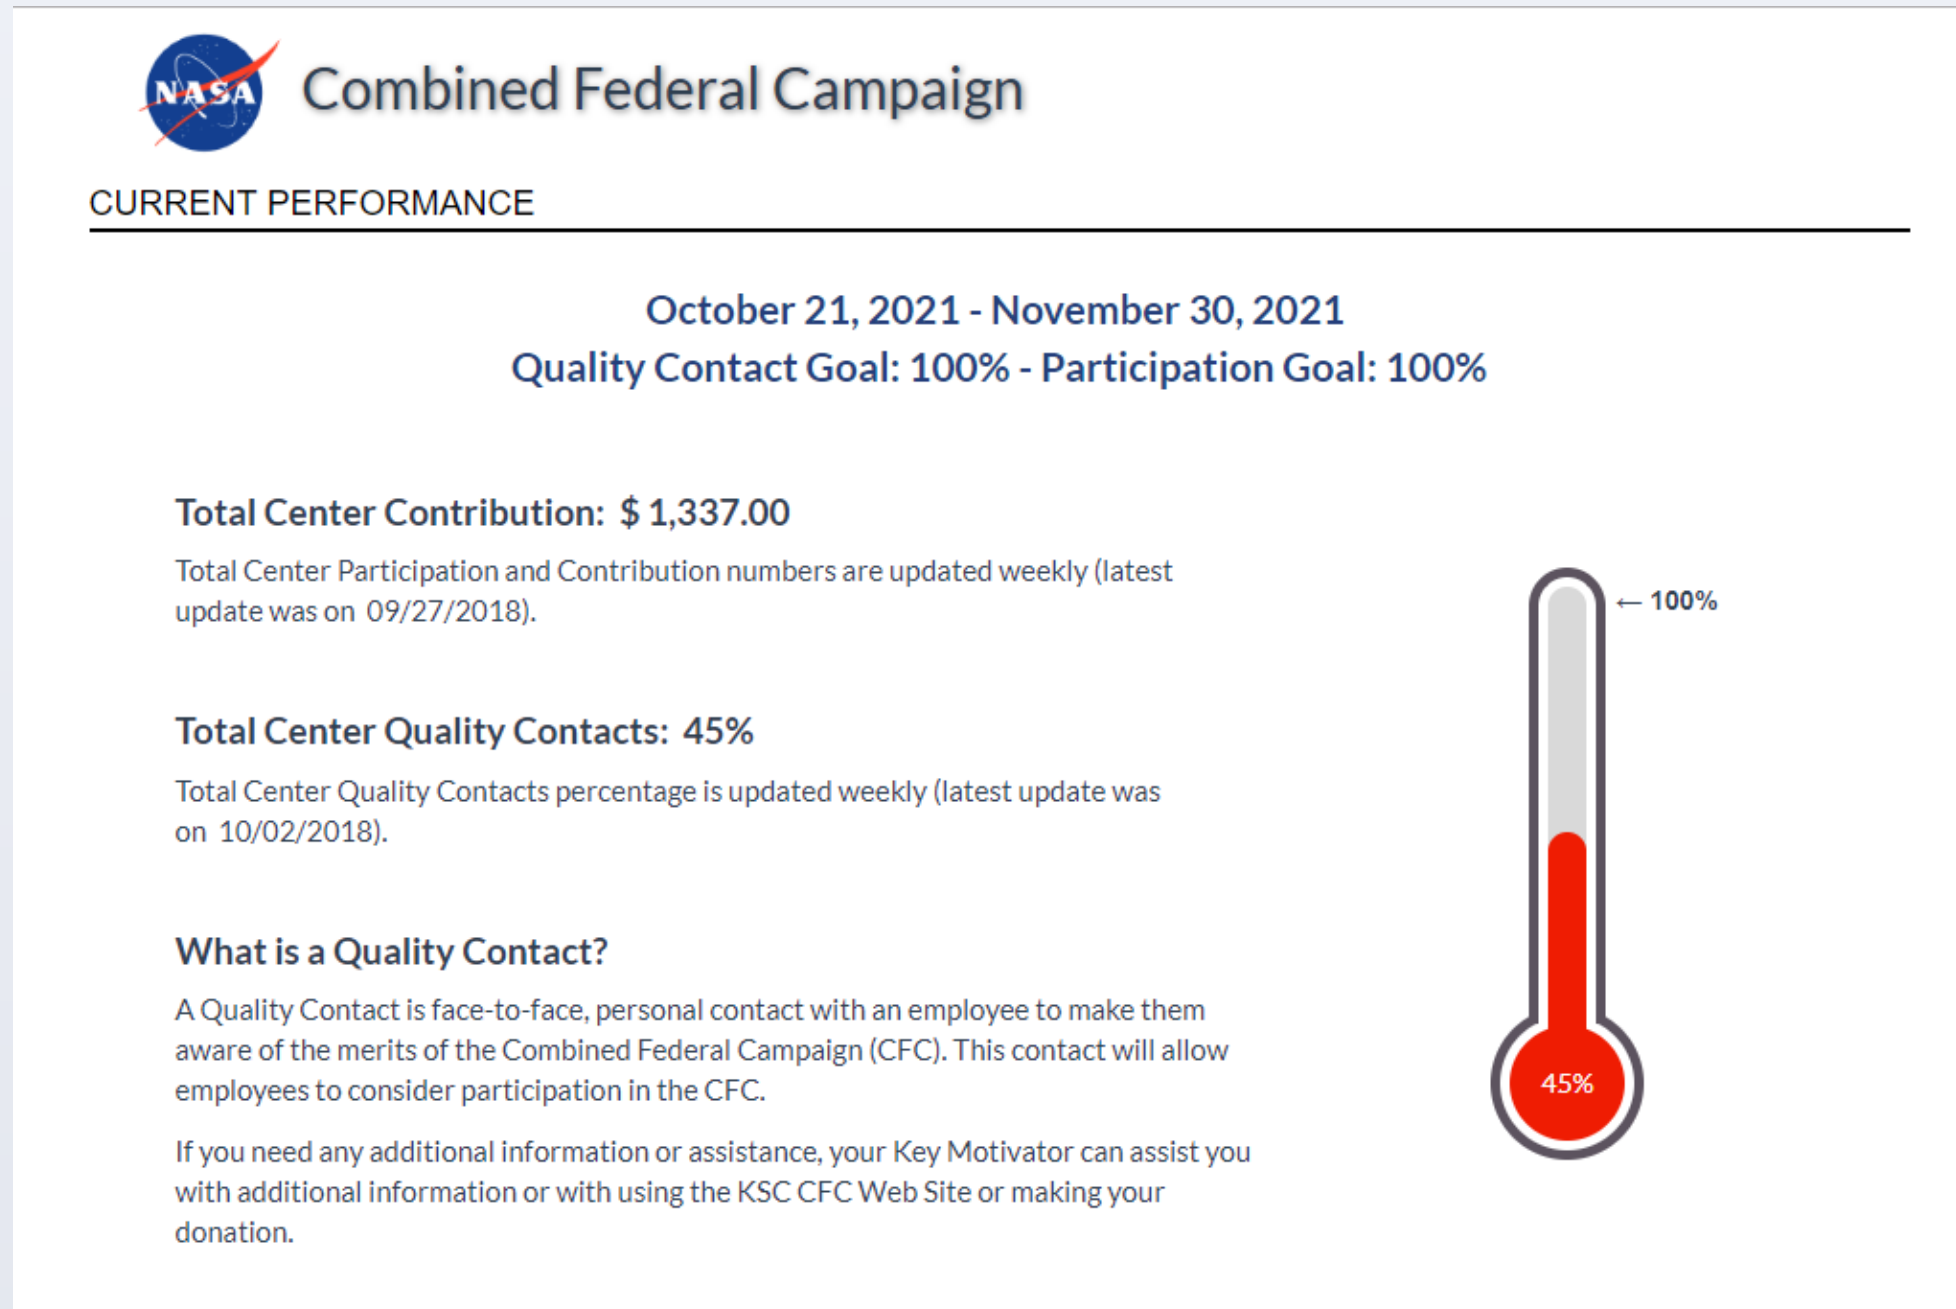 NASA
Combined Federal Campaign
CURRENT PERFORMANCE
October 21, 2021 - November 30, 2021
Quality Contact Goal: 100% - Participation Goal: 100%
Total Center Contribution: $ 1,337.00
Total Center Participation and Contribution numbers are updated weekly (latest
update was on 09/27/2018).
← 100%
Total Center Quality Contacts: 45%
Total Center Quality Contacts percentage is updated weekly (latest update was
on 10/02/2018).
What is a Quality Contact?
A Quality Contact is face-to-face, personal contact with an employee to make them
aware of the merits of the Combined Federal Campaign (CFC). This contact will allow
employees to consider participation in the CFC.
45%
If you need any additional information or assistance, your Key Motivator can assist you
with additional information or with using the KSC CFC Web Site or making your
donation.